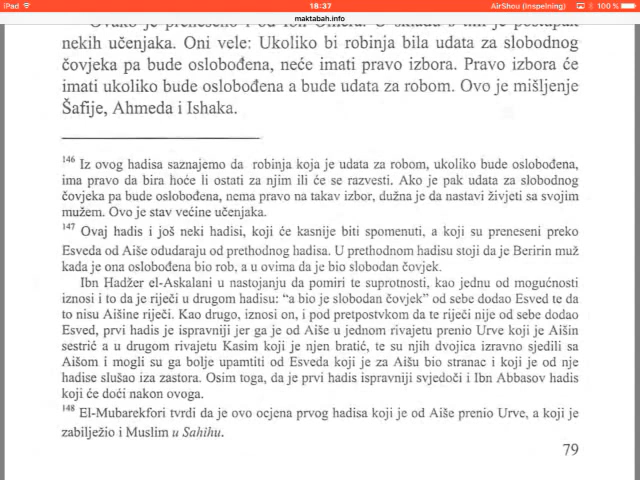 iPad 18:37 AirShou (Inspelning) 100 %
maktabah.info
nekih učenjaka. Oni vele: Ukoliko bi robinja bila udata za slobodnog
čovjeka pa bude oslobođena, neće imati pravo izbora. Pravo izbora će
imati ukoliko bude oslobođena a bude udata za robom. Ovo je mišljenje
Šafije, Ahmeda i Ishaka.
146 Iz ovog hadisa saznajemo da robinja koja je udata za robom, ukoliko bude oslobođena,
ima pravo da bira hoće li ostati za njim ili će se razvesti. Ako je pak udata za slobodnog
čovjeka pa bude oslobođena, nema pravo na takav izbor, dužna je da nastavi živjeti sa svojim
mužem. Ovo je stav većine učenjaka.
147 Ovaj hadis i još neki hadisi, koji će kasnije biti spomenuti, a koji su preneseni preko
Esveda od Aiše odudaraju od prethodnog hadisa. U prethodnom hadisu stoji da je Beririn muž
kada je ona oslobođena bio rob, a u ovima da je bio slobodan čovjek.
Ibn Hadžer el-Askalani u nastojanju da pomiri te suprotnosti, kao jednu od mogućnosti
iznosi i to da je riječi u drugom hadisu: “a bio je slobodan čovjek” od sebe dodao Esved te da
to nisu Aišine riječi. Kao drugo, iznosi on, i pod pretpostvkom da te riječi nije od sebe dodao
Esved, prvi hadis je ispravniji jer ga je od Aiše u jednom rivajetu prenio Urve koji je Aišin
sestrić a u drugom rivajetu Kasim koji je njen bratić, te su njih dvojica izravno sjedili sa
Aišom i mogli su ga bolje upamtiti od Esveda koji je za Aišu bio stranac i koji je od nje
hadise slušao iza zastora. Osim toga, da je prvi hadis ispravniji svjedoči i Ibn Abbasov hadis
koji će doći nakon ovoga.
148 El-Mubarekfori tvrdi da je ovo ocjena prvog hadisa koji je od Aiše prenio Urve, a koji je
zabilježio i Muslim u Sahihu.
79